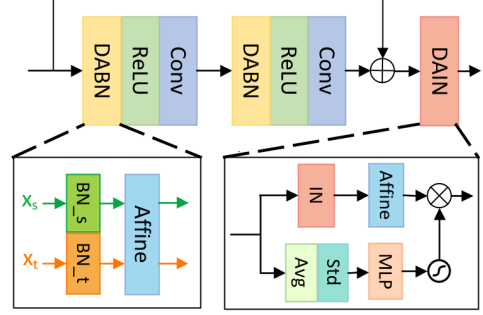 DABN
ReLU
Conv
DABN
ReLU
Conv
DAIN
Xs
BN_s
Affine
Xt
BN_t
IN
Affine
Avg
Std
MLP